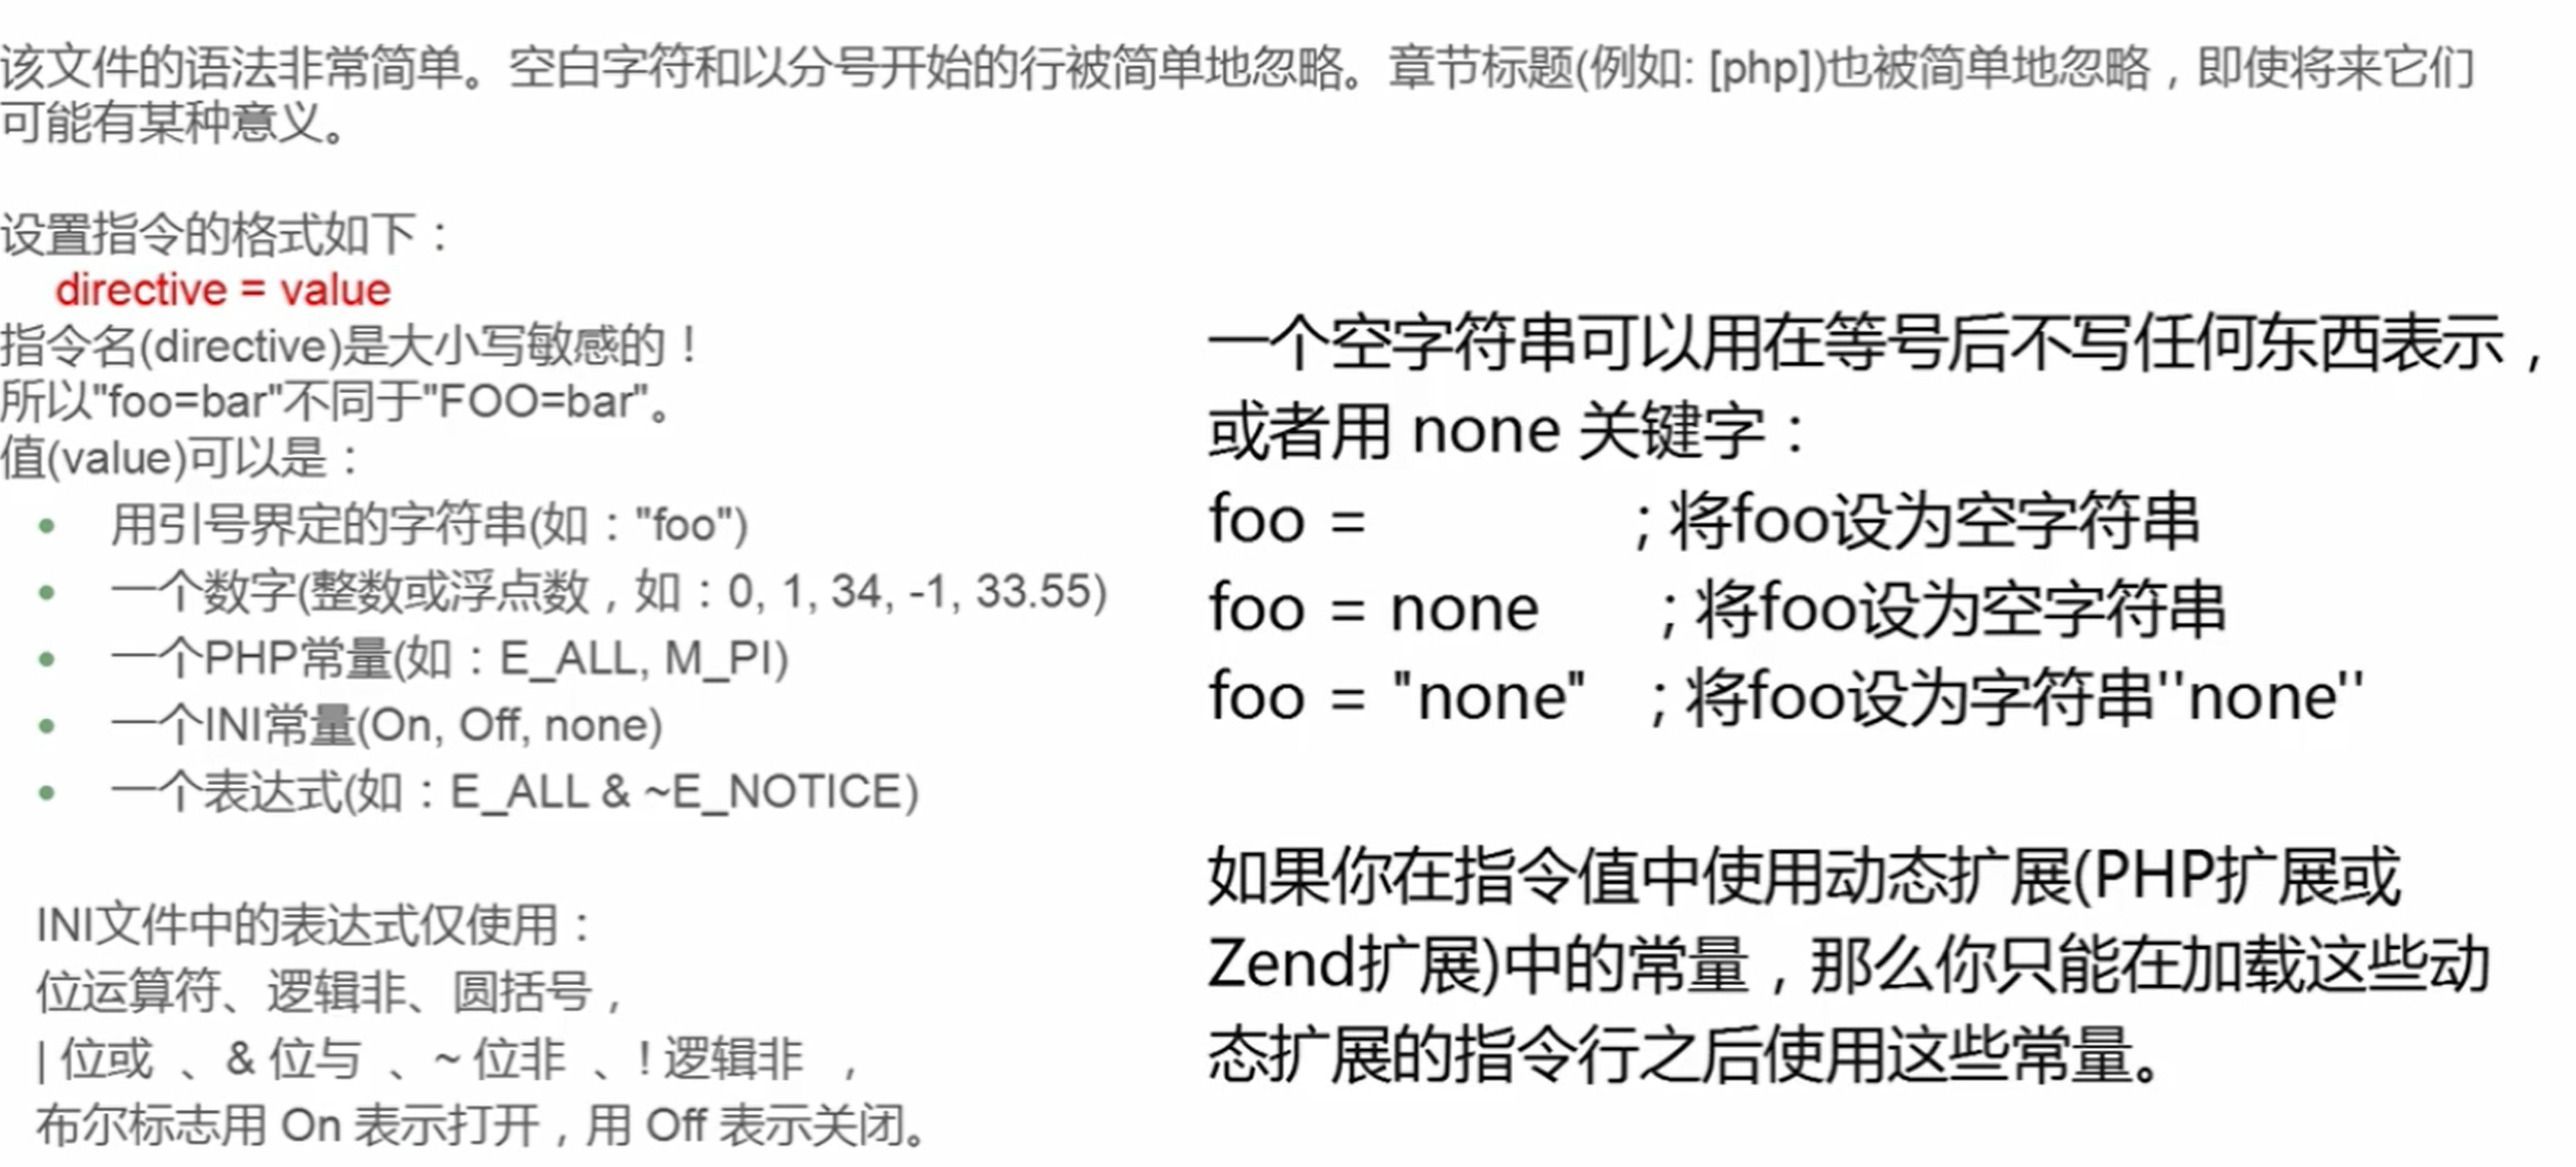 该文件的语法非常简单。空白字符和以分号开始的行被简单地忽略。章节标题(例如: [php])也被简单地忽略，即使将来它们
可能有某种意义。
设置指令的格式如下：
directive = value
指令名(directive)是大小写敏感的！
所以"foo=bar"不同于"FOO=bar"。
值(value)可以是：
• 用引号界定的字符串(如："foo")
• 一个数字(整数或浮点数，如：0, 1, 34, -1, 33.55)
• 一个PHP常量(如：E_ALL, M_PI)
• 一个INI常量(On, Off, none)
• 一个表达式(如：E_ALL & ~E_NOTICE)
INI文件中的表达式仅使用：
位运算符、逻辑非、圆括号，
| 位或 、& 位与 、~ 位非 、! 逻辑非 ，
布尔标志用 On 表示打开，用 Off 表示关闭。
一个空字符串可以用在等号后不写任何东西表示，
或者用 none 关键字：
foo = ; 将foo设为空字符串
foo = none ; 将foo设为空字符串
foo = "none" ; 将foo设为字符串''none''
如果你在指令值中使用动态扩展(PHP扩展或
Zend扩展)中的常量，那么你只能在加载这些动
态扩展的指令行之后使用这些常量。